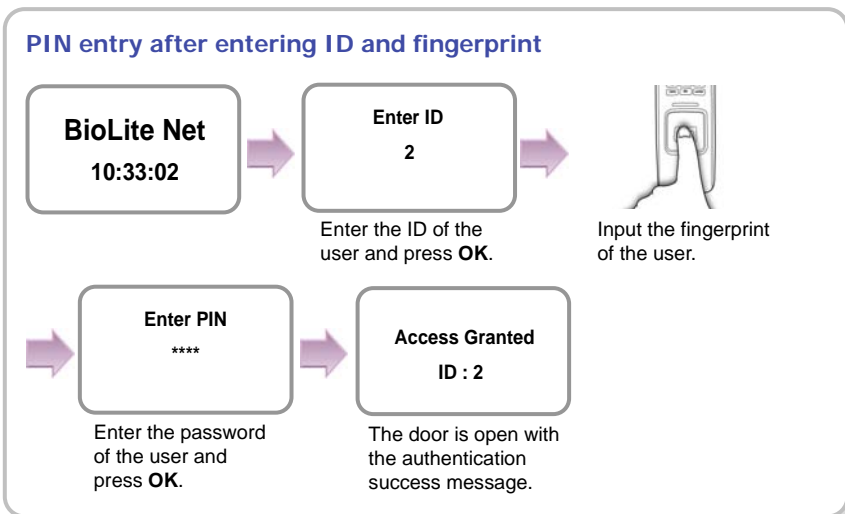 PIN entry after entering ID and fingerprint
BioLite Net
10:33:02
Enter ID
2
Enter the ID of the
user and press OK.
Input the fingerprint
of the user.
Enter PIN
****
Enter the password
of the user and
press OK.
Access Granted
ID : 2
The door is open with
the authentication
success message.